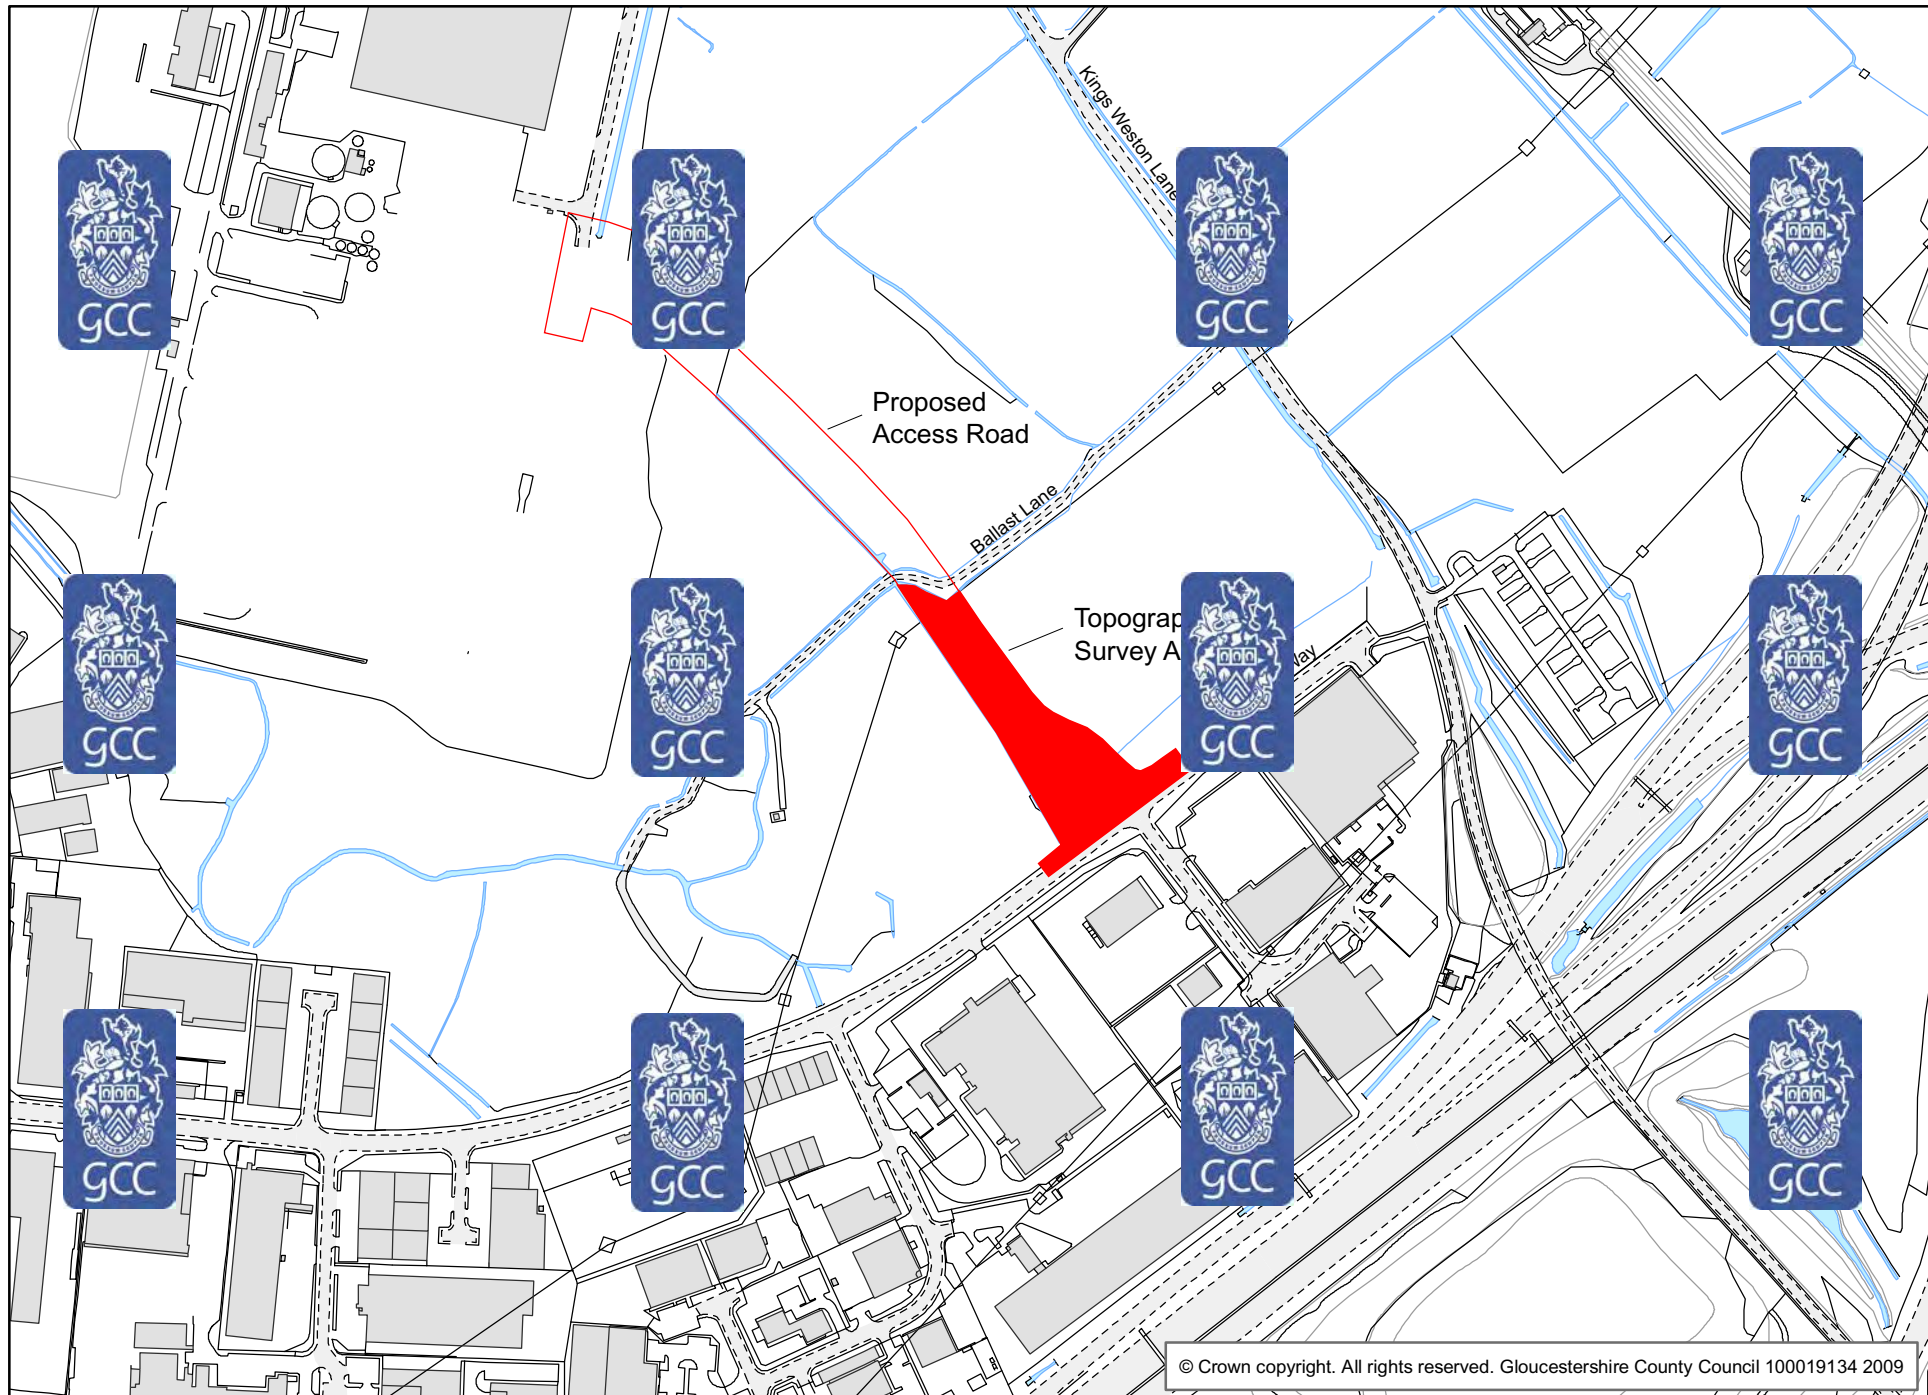 Kings Weston Lane
gcc
gcc
gcc
gcc
Proposed
Access Road
Ballast Lane
Topograp
Survey A
way
gcc
gcc
gcc
gcc
gcc
gcc
gcc
gcc
© Crown copyright. All rights reserved. Gloucestershire County Council 100019134 2009